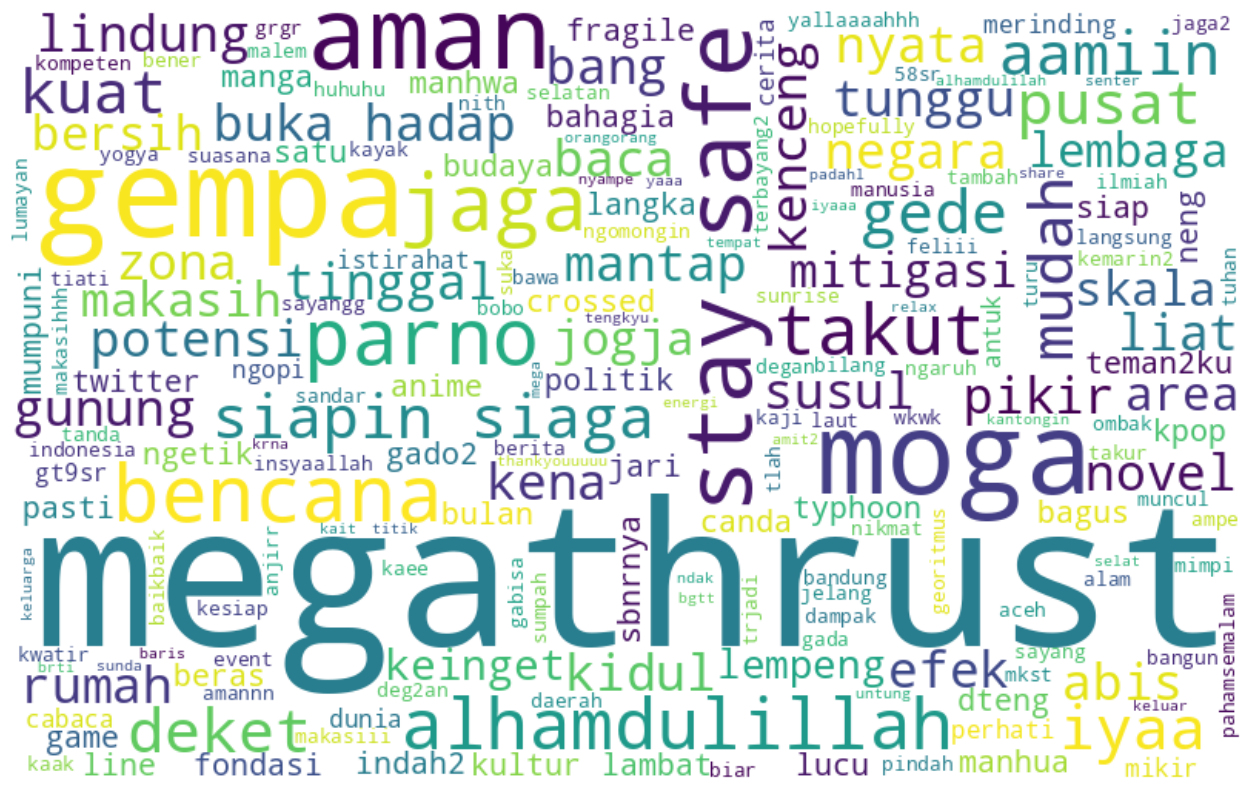 lindung
grgr
aman
fragile
yallaaaahhh
merinding
jaga2
kompeten
bener
malem
bang
safe
kenceng
cerita
nyata
aamiin
kuat
manga
huhuhu
manhwa
selatan
58sr
alhamdulilah
senter
nith
tunggu
pusat
bersih
buka hadap
bahagia
hopefully
orangorang
negara
lembaga
yogya
suasana
satu
kayak
budaya
baca
terbayang2
padahl
tambah
share
ilmiah
lumayan
gempa
jaga
nyampe
yaaa
langka
iyaaa
manusia
gede
mudah
siap
neng
ngomongin
tempat
feliii
langsung
zona
istirahat
suka
mantap
mitigasi
kemarin2
tiati
tinggal
bawa
turu
skala
tuhan
mumpuni
makasihhh
makasih
sayangg
bobo
crossed
sunrise
relax
antuk
potensi
parno
tengkyu
jogja
stay
takut
liat
ngopi
degan
bilang
ngaruh
teman2ku
twitter
sandar
anime
mega
politik
susul
pikir
area
gunung
siapin siaga
energi
kaji
laut
wkwk
kantongin
ombak
kpop
tanda
indonesia
krna
berita
amit2
moga
takur
ngetik
insyaallah
gado2
thankyouuuuu
jari
tlah
novel
gt9sr
bencana
kena
muncul
pasti
bulan
canda
typhoon
nikmat
bagus
ampe
megathrust
keluarga
baikbaik
anjirr
kait
titik
kaee
kesiap
gabisa
sumpah
sbnrnya
ndak
bgtt
trjadi
bandung
jelang
dampak
gada
georitmus
selat
alam
mimpi
aceh
kwatir
baris
event
keinget
kidul
lempeng
efek
mkst
sayang
bangun
pahamsemalam
brti
sunda
rumah
beras
amannn
deg2an
daerah
untung
dteng
abis
keluar
cabaca
deket
dunia
alhamdulillah
perhati
iyaa
game
makasiii
kaak
line
fondasi
indah2
kultur
lambat
biar
lucu
pindah
manhua
mikir